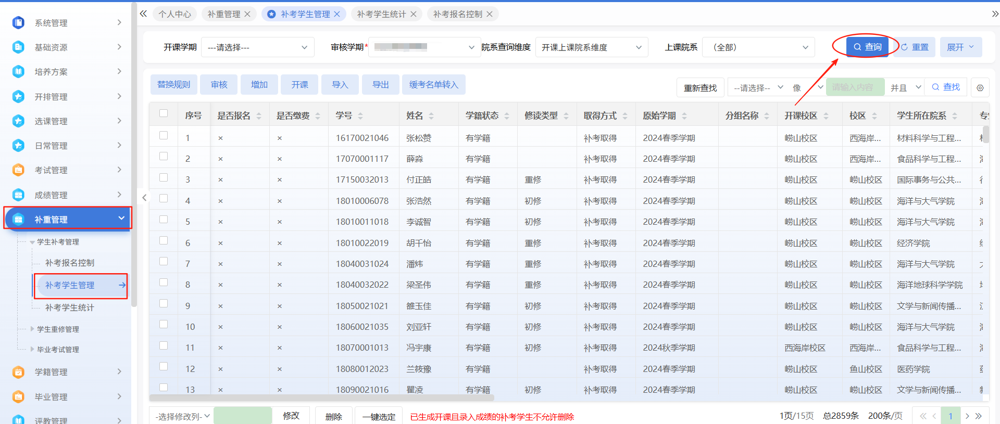 个人中心 补重管理 补考学生管理 补考学生统计 补考报名控制
系统管理
基础资源
培养方案
开排管理
选课管理
日常管理
考试管理
成绩管理
补重管理
学生补考管理
补考报名控制
补考学生管理
补考学生统计
学生重修管理
毕业考试管理
学籍管理
毕业管理
评教管理
开课学期 ---请选择--- 审核学期* 院系查询维度 开课上课院系维度 上课院系 （全部） 查询 重置 展开
替换规则 审核 增加 开课 导入 导出 缓考名单转入 重新查找 --请选择-- 像 请输入内容 并且 查找
序号 是否报名 是否缴费 学号 姓名 学籍状态 修读类型 取得方式 原始学期 分组名称 开课校区 校区 学生所在院系
1 × × 16170021046 张松赞 有学籍 补考取得 2024春季学期 崂山校区 西海岸... 材料科学与工程...
2 × × 17070001117 薛淼 有学籍 补考取得 2024春季学期 崂山校区 西海岸... 食品科学与工程...
3 × × 17150032013 付正皓 有学籍 重修 补考取得 2024春季学期 崂山校区 崂山校区 国际事务与公共...
4 × × 18010006078 张浩然 有学籍 初修 补考取得 2024春季学期 崂山校区 崂山校区 海洋与大气学院
5 × × 18010011018 李诚智 有学籍 初修 补考取得 2024春季学期 崂山校区 崂山校区 海洋与大气学院
6 × × 18010022019 胡千怡 有学籍 重修 补考取得 2024春季学期 崂山校区 崂山校区 经济学院
7 × × 18040031024 潘炜 有学籍 重修 补考取得 2024春季学期 崂山校区 崂山校区 海洋与大气学院
8 × × 18040032022 梁圣伟 有学籍 重修 补考取得 2024春季学期 崂山校区 崂山校区 海洋地球科学学院
9 × × 18050021021 雒玉佳 有学籍 初修 补考取得 2024春季学期 崂山校区 崂山校区 文学与新闻传播...
10 × × 18060021035 刘亚轩 有学籍 初修 补考取得 2024春季学期 崂山校区 崂山校区 海洋与大气学院
11 × × 18070001013 冯宇康 有学籍 初修 补考取得 2024秋季学期 西海岸校区 西海岸... 食品科学与工程...
12 × × 18080012023 兰筱豫 有学籍 补考取得 2024春季学期 崂山校区 鱼山校区 医药学院
13 × × 18090021016 瞿凌 有学籍 初修 补考取得 2024春季学期 崂山校区 崂山校区 文学与新闻传播...
-选择修改列- 修改 删除 一键选定 已生成开课且录入成绩的补考学生不允许删除 1页/15页 总2859条 200条/页 1